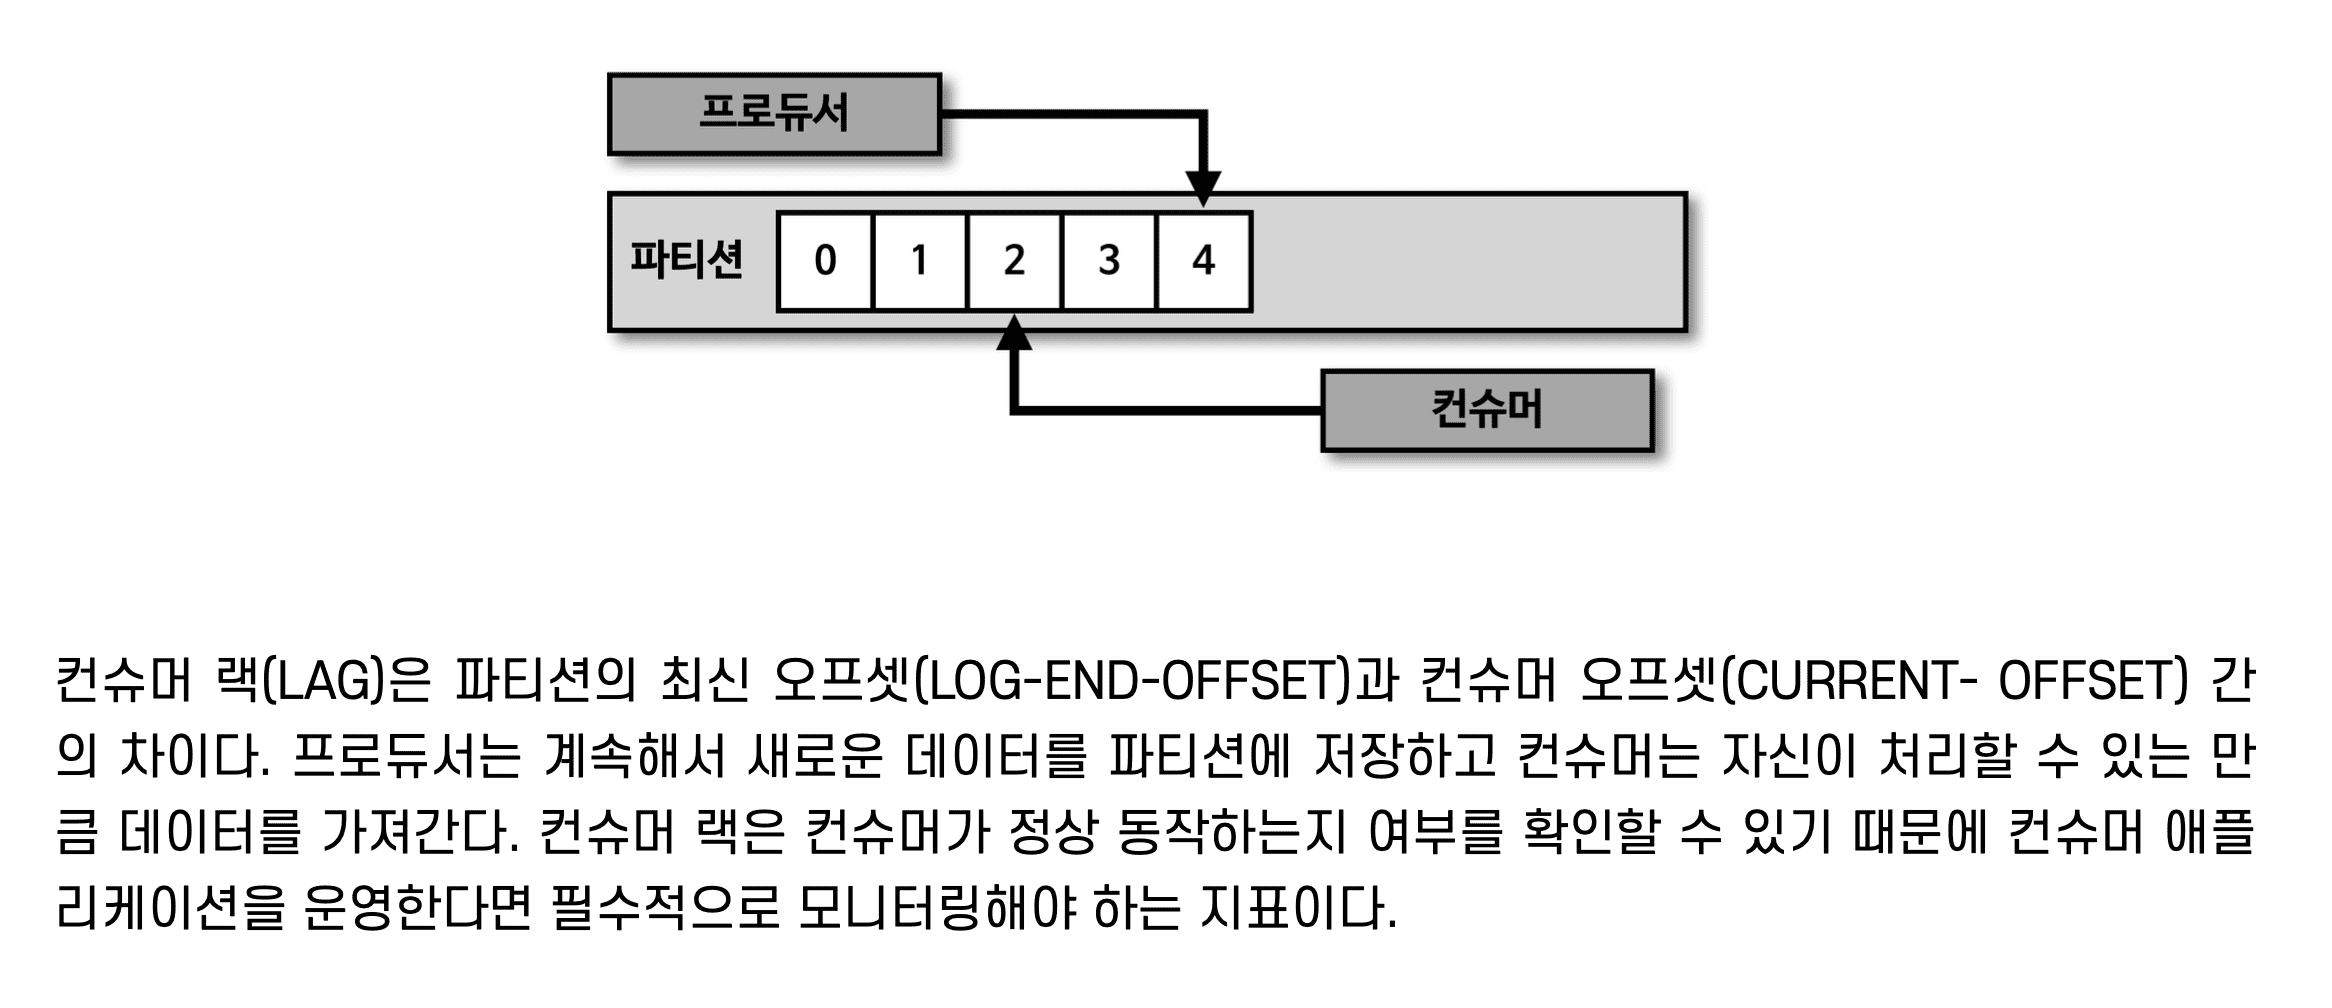 프로듀서
파티션 0 1 2 3 4
컨슈머
컨슈머 랙(LAG)은 파티션의 최신 오프셋(LOG-END-OFFSET)과 컨슈머 오프셋(CURRENT- OFFSET) 간
의 차이다. 프로듀서는 계속해서 새로운 데이터를 파티션에 저장하고 컨슈머는 자신이 처리할 수 있는 만
큼 데이터를 가져간다. 컨슈머 랙은 컨슈머가 정상 동작하는지 여부를 확인할 수 있기 때문에 컨슈머 애플
리케이션을 운영한다면 필수적으로 모니터링해야 하는 지표이다.